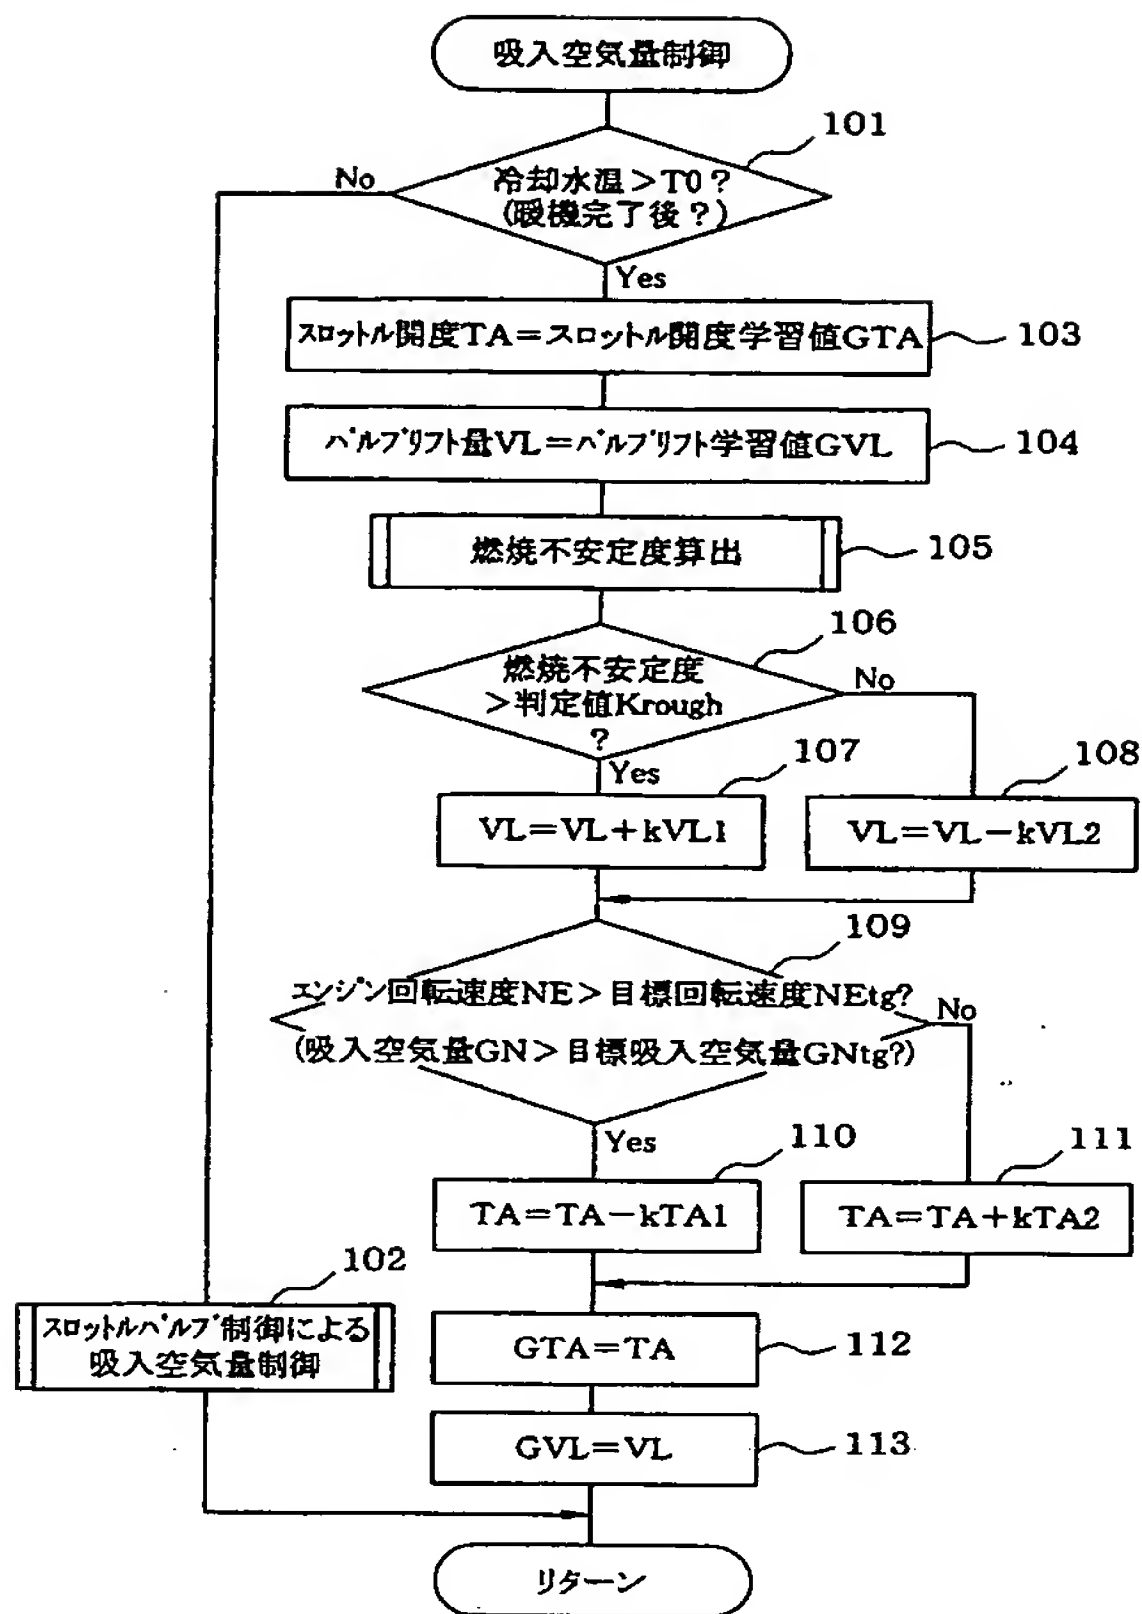 吸入空気量制御
101
No
冷却水温>T0?
(暖機完了後?)
Yes
スロットル開度TA=スロットル開度学習値GTA
103
バルブリフト量VL=バルブリフト学習値GVL
104
燃焼不安定度算出
105
106
燃焼不安定度
>判定値Krough
?
No
Yes
107
108
VL=VL+kVL1
VL=VL-kVL2
109
エンジン回転速度NE>目標回転速度NEtg?
(吸入空気量GN>目標吸入空気量GNtg?)
No
Yes
110
111
TA=TA-kTA1
TA=TA+kTA2
102
スロットルバルブ制御による
吸入空気量制御
GTA=TA
112
GVL=VL
113
リターン